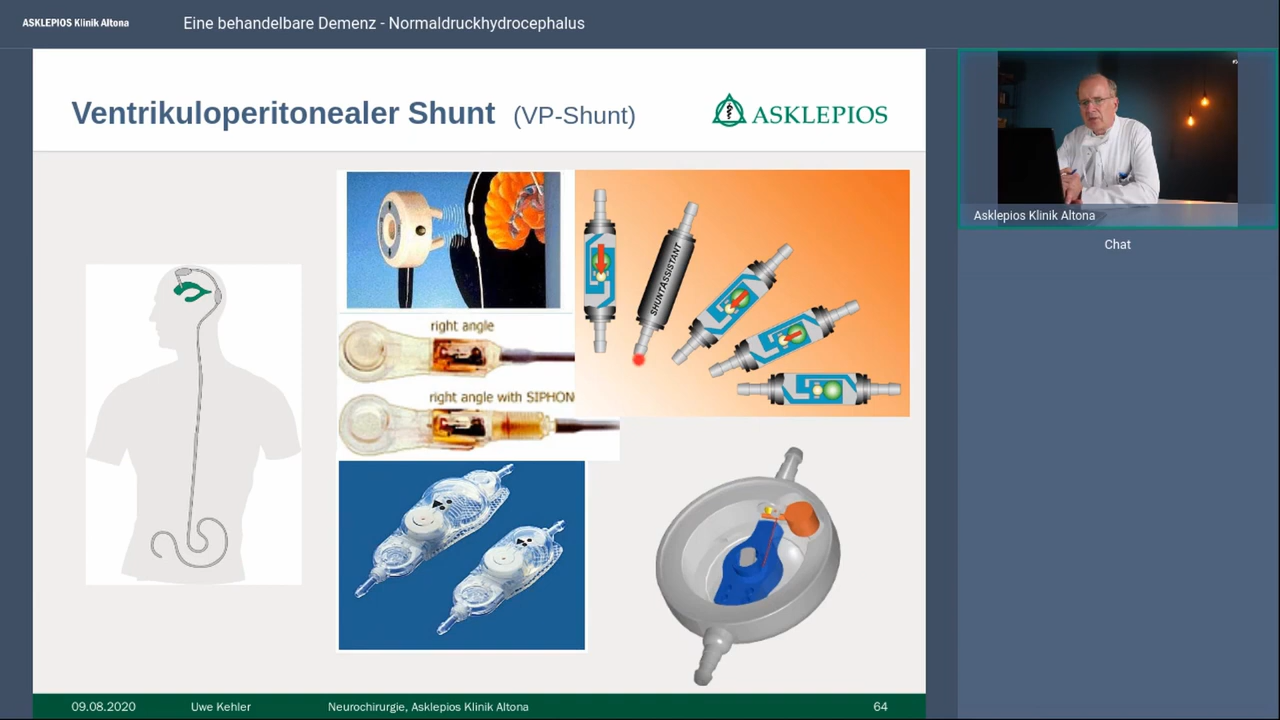 ASKLEPIOS Klinik Altona
Eine behandelbare Demenz - Normaldruckhydrocephalus
Ventrikuloperitonealer Shunt (VP-Shunt)
ASKLEPIOS
SHUNTASSISTANT
right angle
right angle with SIPHON
Asklepios Klinik Altona
Chat
09.08.2020 Uwe Kehler Neurochirurgie, Asklepios Klinik Altona 64